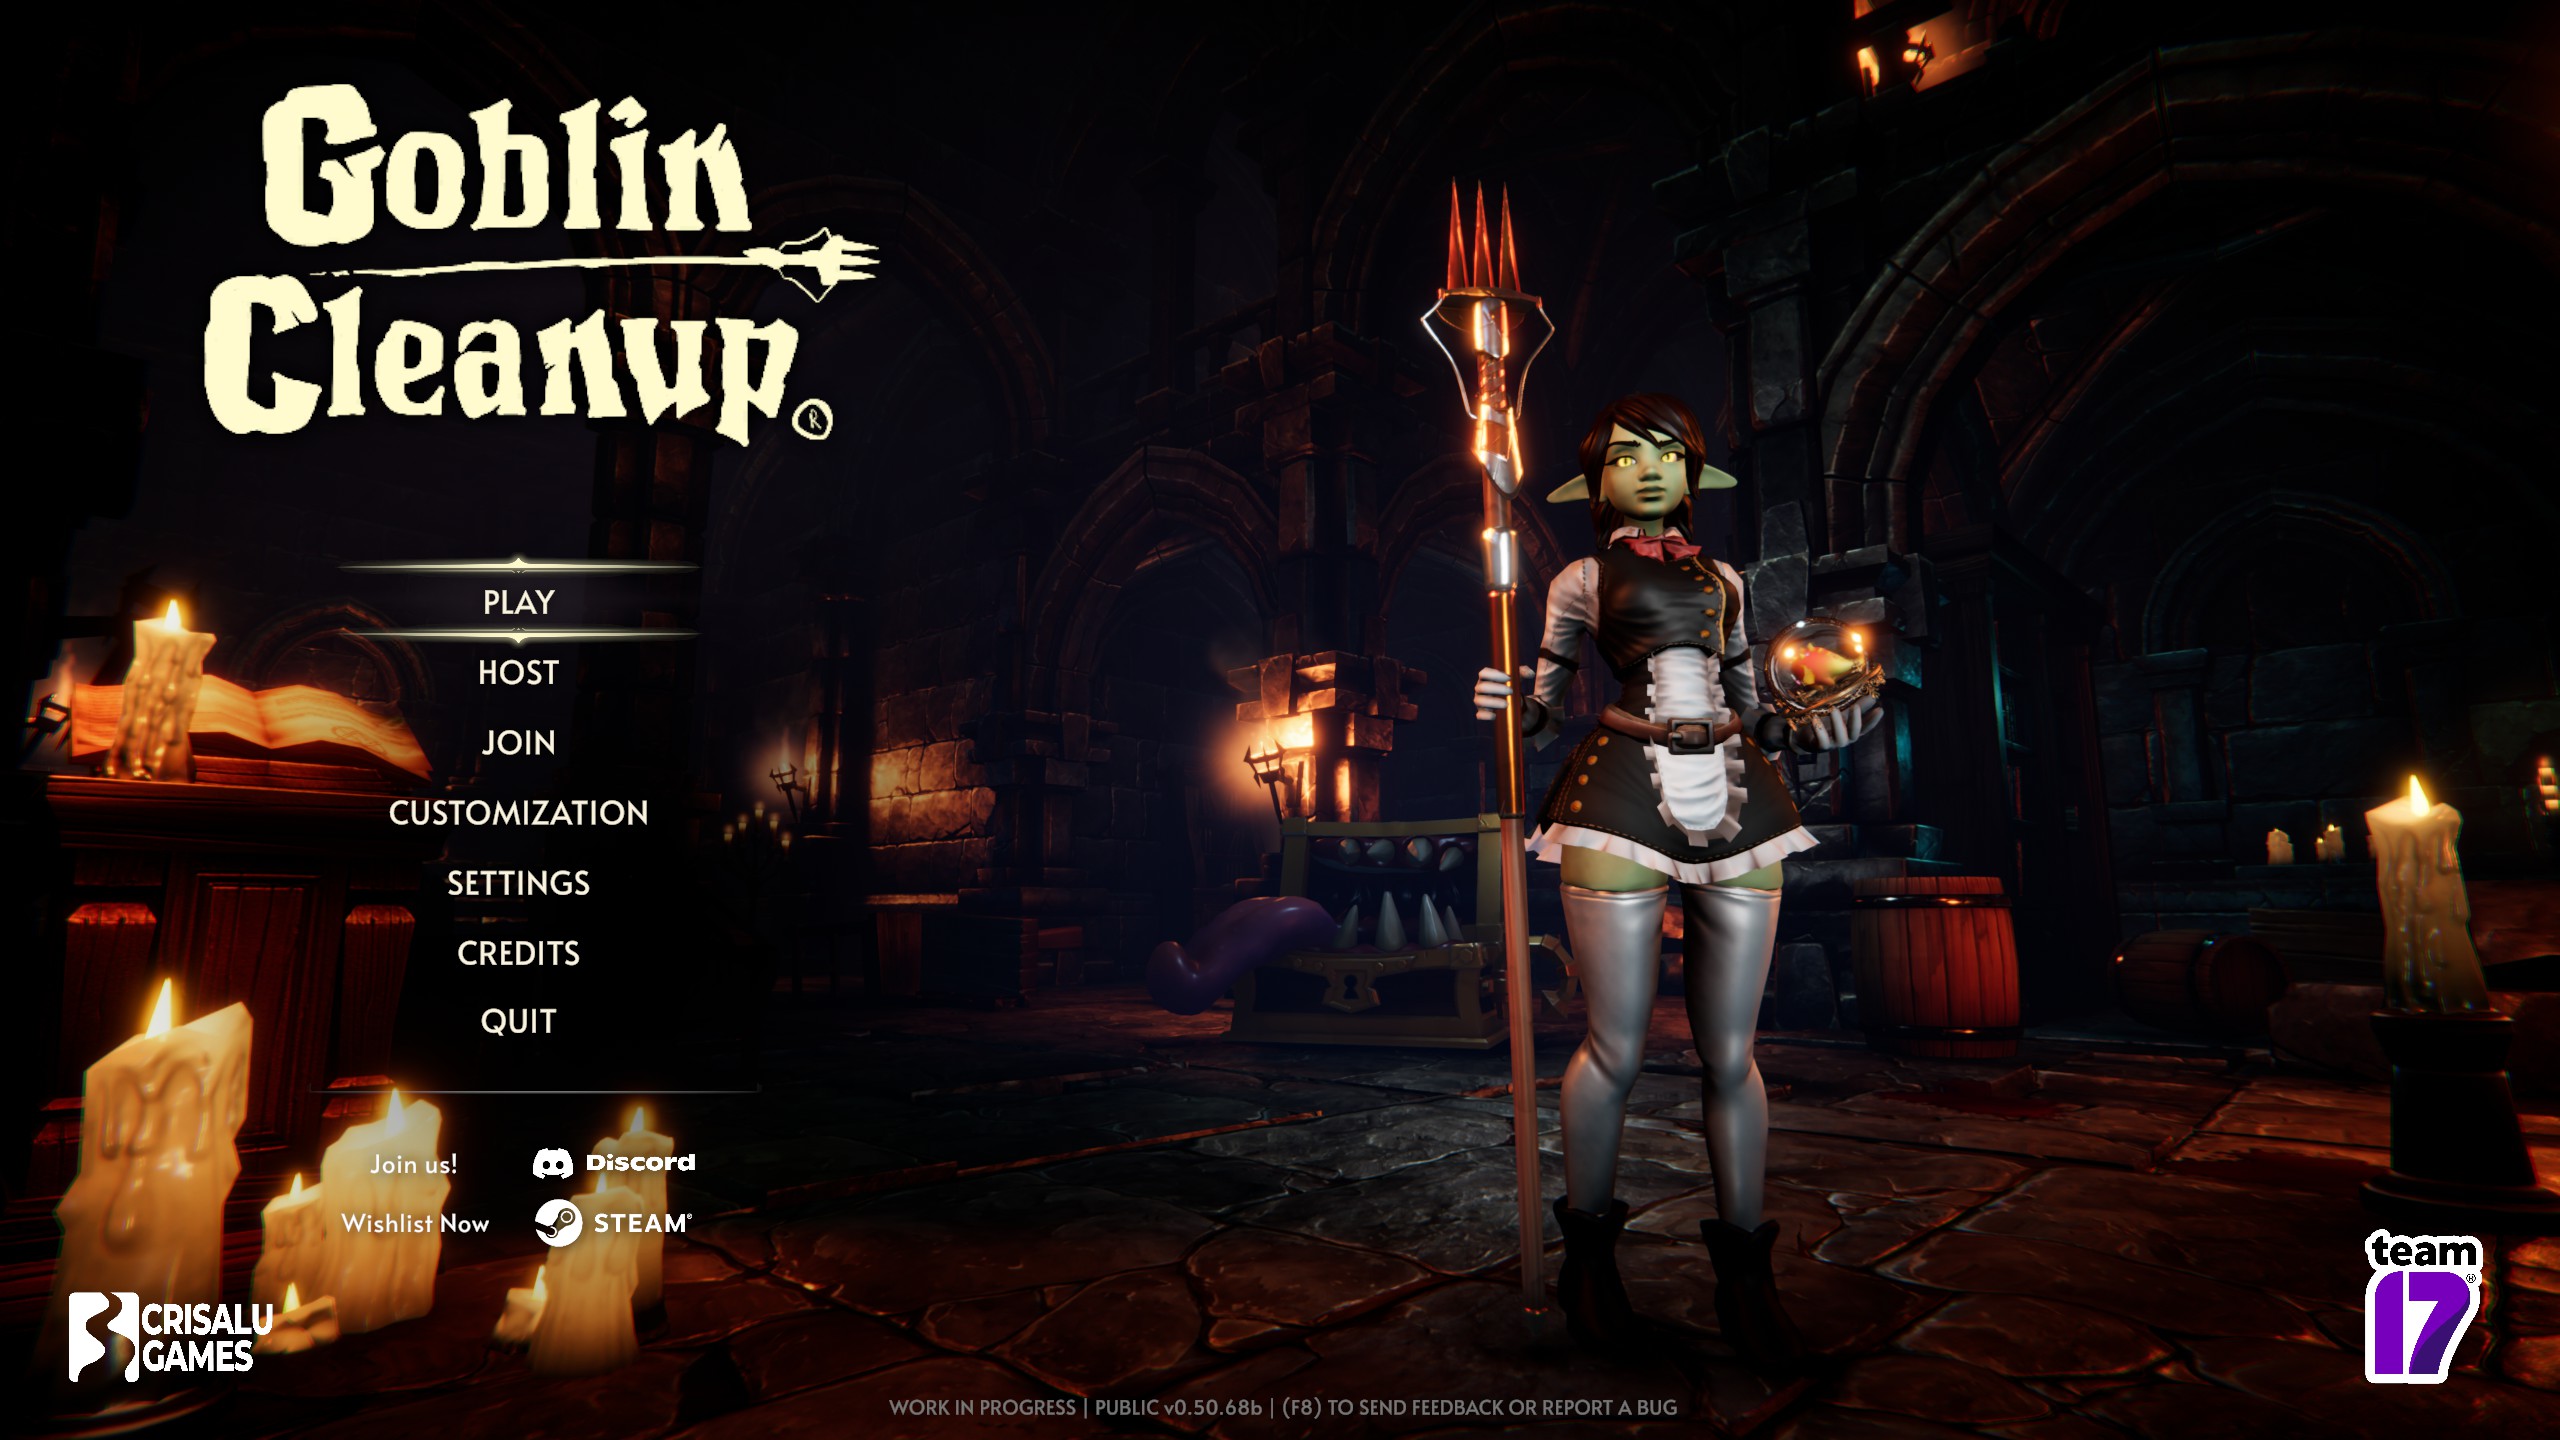 Goblin
Cleanup®
PLAY
HOST
JOIN
CUSTOMIZATION
SETTINGS
CREDITS
QUIT
Join us! Discord
Wishlist Now STEAM®
CRISALU
GAMES
team
17®
WORK IN PROGRESS | PUBLIC v0.50.68b | (F8) TO SEND FEEDBACK OR REPORT A BUG